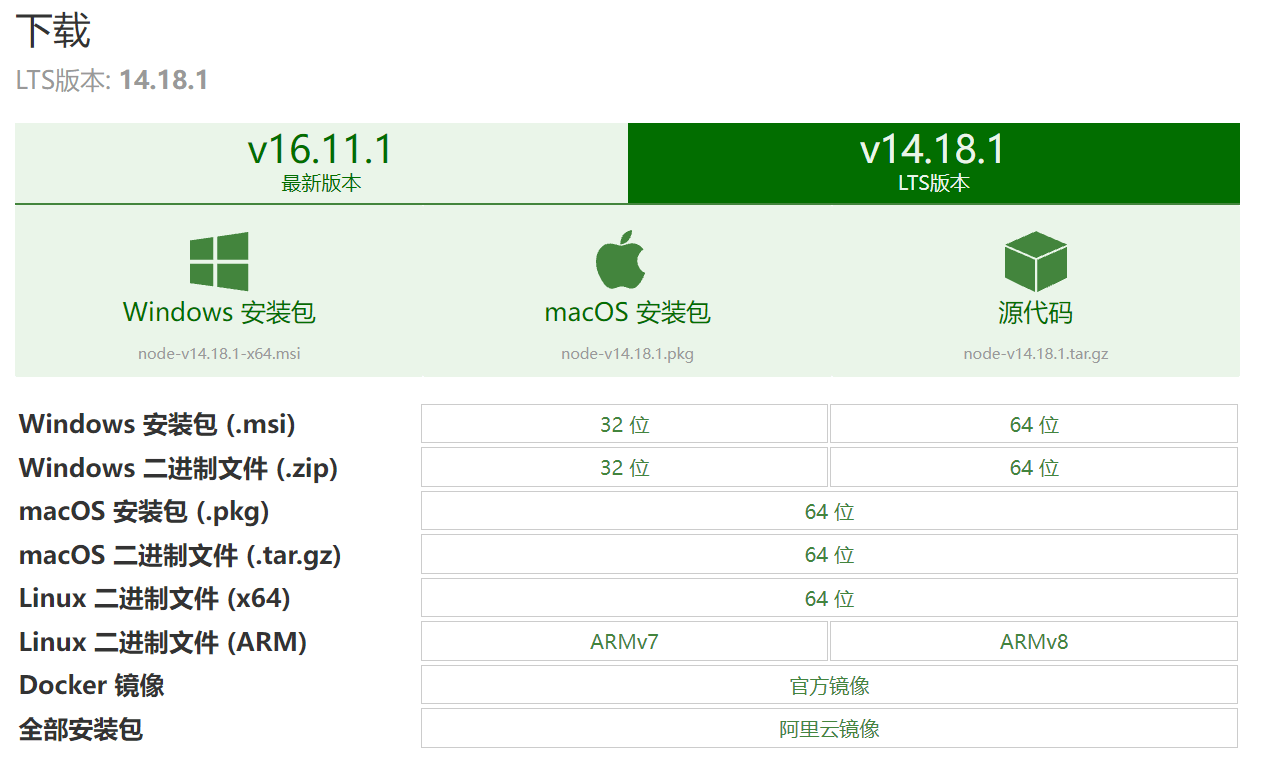 下载
LTS版本: 14.18.1
v16.11.1
最新版本
v14.18.1
LTS版本
Windows 安装包
node-v14.18.1-x64.msi
macOS 安装包
node-v14.18.1.pkg
源代码
node-v14.18.1.tar.gz
Windows 安装包 (.msi) 32 位 64 位
Windows 二进制文件 (.zip) 32 位 64 位
macOS 安装包 (.pkg) 64 位
macOS 二进制文件 (.tar.gz) 64 位
Linux 二进制文件 (x64) 64 位
Linux 二进制文件 (ARM) ARMv7 ARMv8
Docker 镜像 官方镜像
全部安装包 阿里云镜像